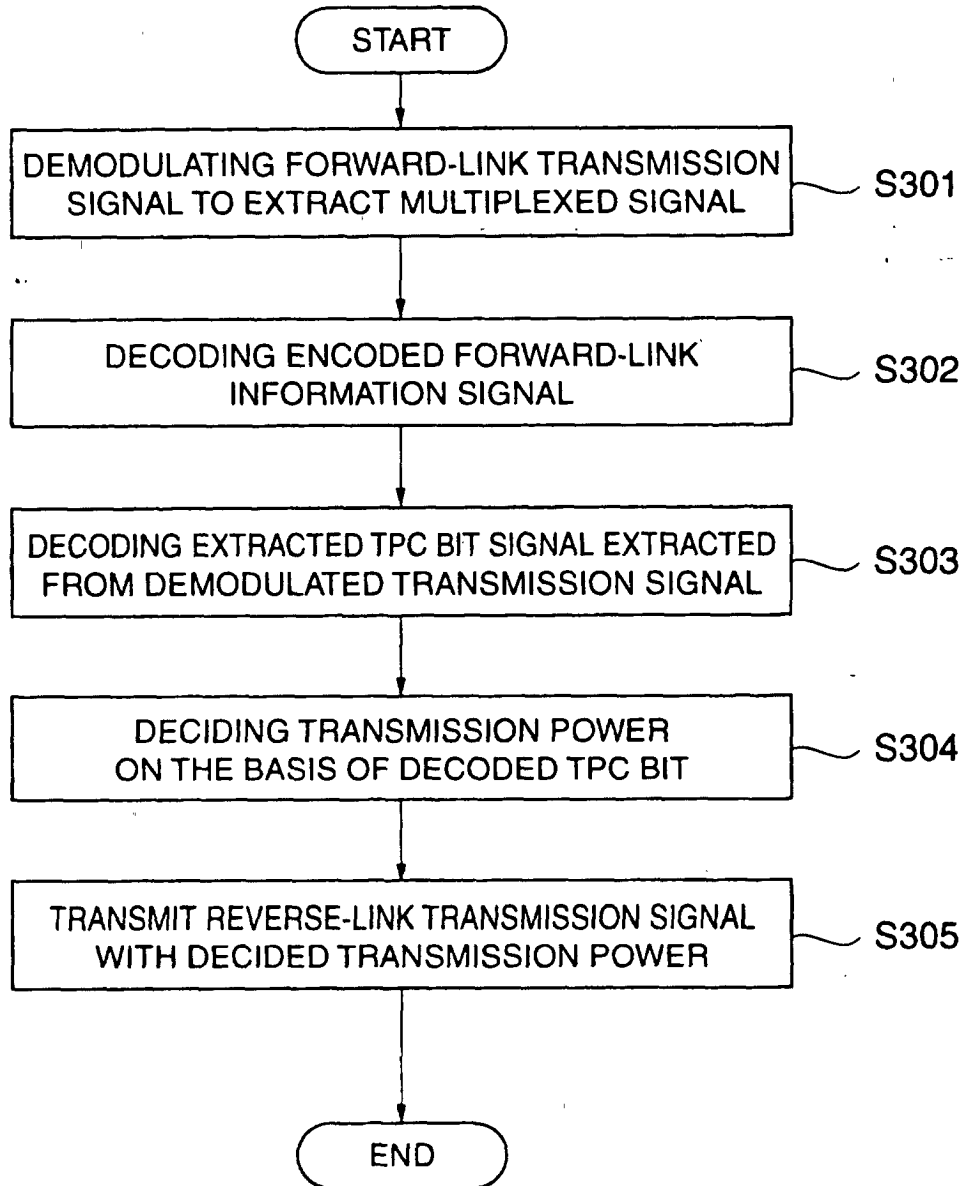 START
DEMODULATING FORWARD-LINK TRANSMISSION
SIGNAL TO EXTRACT MULTIPLEXED SIGNAL
S301
DECODING ENCODED FORWARD-LINK
INFORMATION SIGNAL
S302
DECODING EXTRACTED TPC BIT SIGNAL EXTRACTED
FROM DEMODULATED TRANSMISSION SIGNAL
S303
DECIDING TRANSMISSION POWER
ON THE BASIS OF DECODED TPC BIT
S304
TRANSMIT REVERSE-LINK TRANSMISSION SIGNAL
WITH DECIDED TRANSMISSION POWER
S305
END